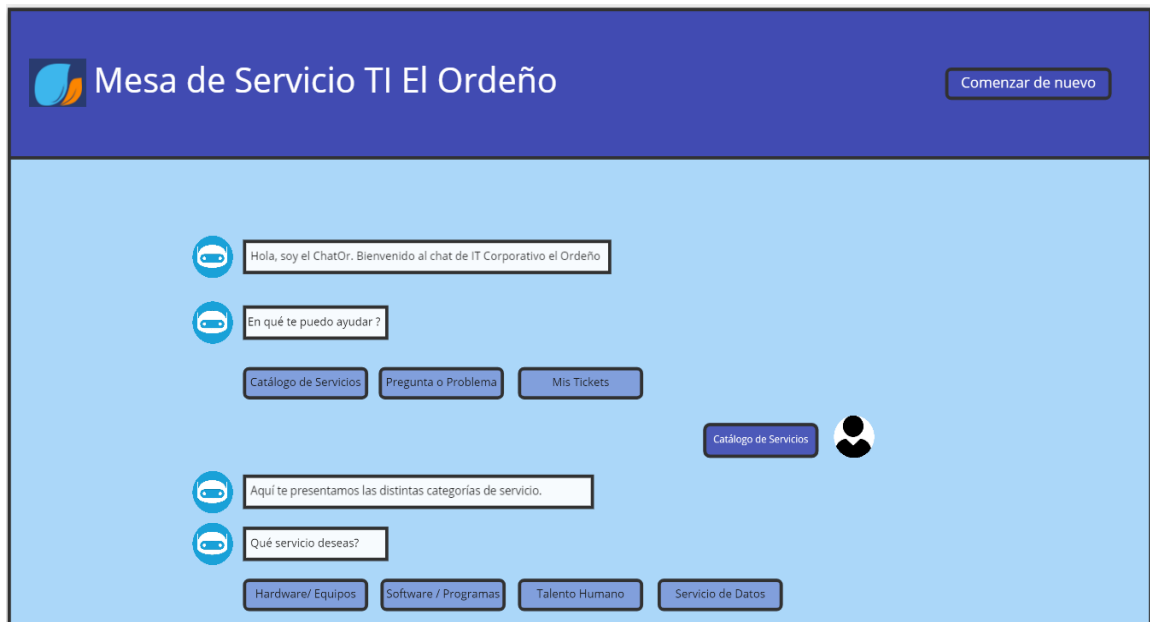 Mesa de Servicio TI El Ordeño
Comenzar de nuevo
Hola, soy el ChatOr. Bienvenido al chat de IT Corporativo el Ordeño
En qué te puedo ayudar ?
Catálogo de Servicios
Pregunta o Problema
Mis Tickets
Catálogo de Servicios
Aquí te presentamos las distintas categorías de servicio.
Qué servicio deseas?
Hardware/ Equipos
Software / Programas
Talento Humano
Servicio de Datos